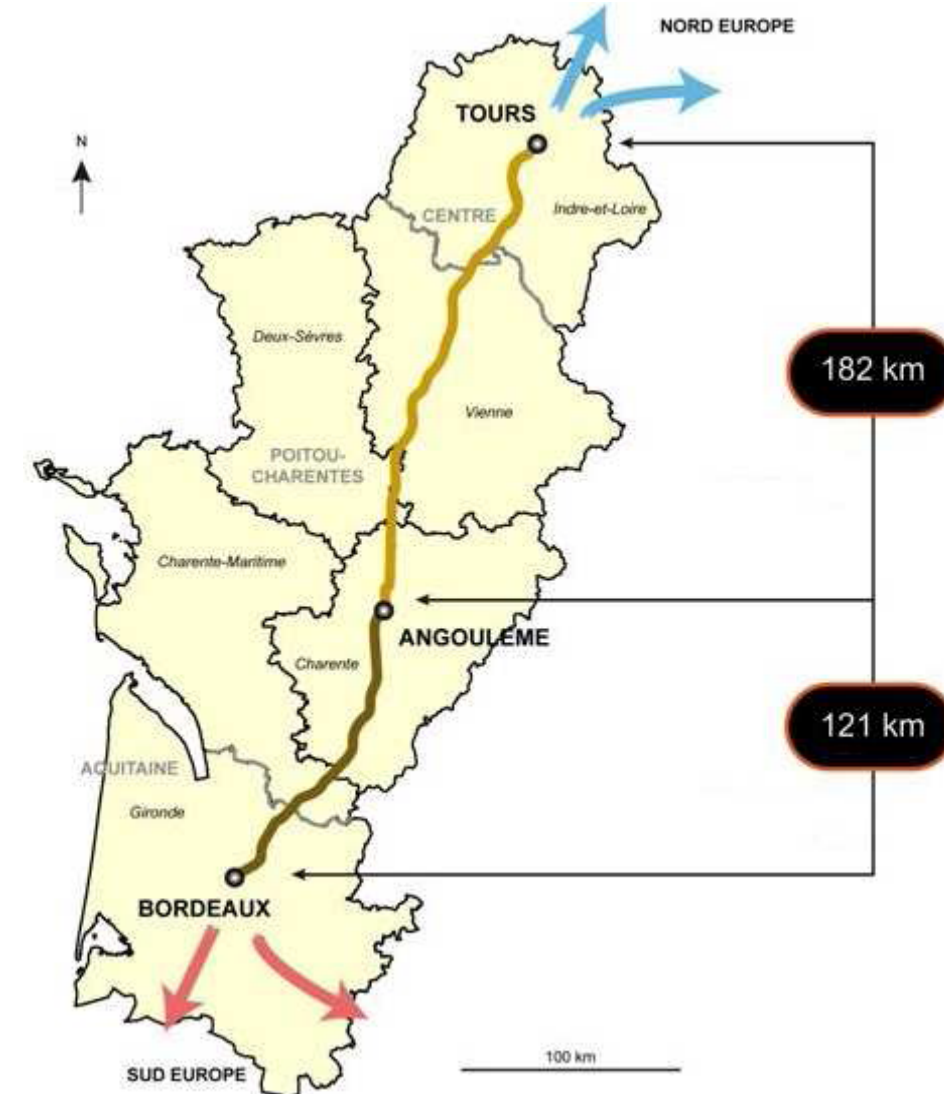 NORD EUROPE
TOURS
N
CENTRE
Indre-et-Loire
Deux-Sèvres
182 km
Vienne
POITOU-
CHARENTES
Charente-Maritime
ANGOULEME
Charente
121 km
AQUITAINE
Gironde
BORDEAUX
100 km
SUD EUROPE